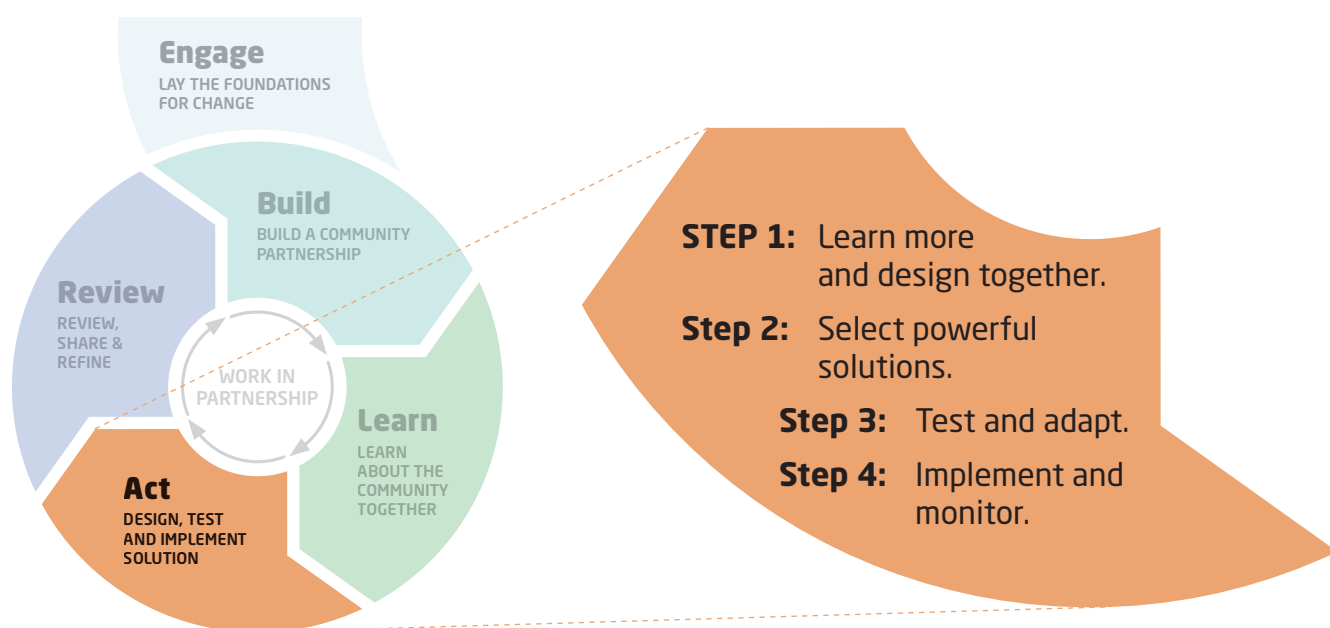 Engage
LAY THE FOUNDATIONS
FOR CHANGE
Build
BUILD A COMMUNITY
PARTNERSHIP
Review
REVIEW,
SHARE &
REFINE
WORK IN
PARTNERSHIP
Learn
LEARN
ABOUT THE
COMMUNITY
TOGETHER
Act
DESIGN, TEST
AND IMPLEMENT
SOLUTION
STEP 1: Learn more
and design together.
Step 2: Select powerful
solutions.
Step 3: Test and adapt.
Step 4: Implement and
monitor.